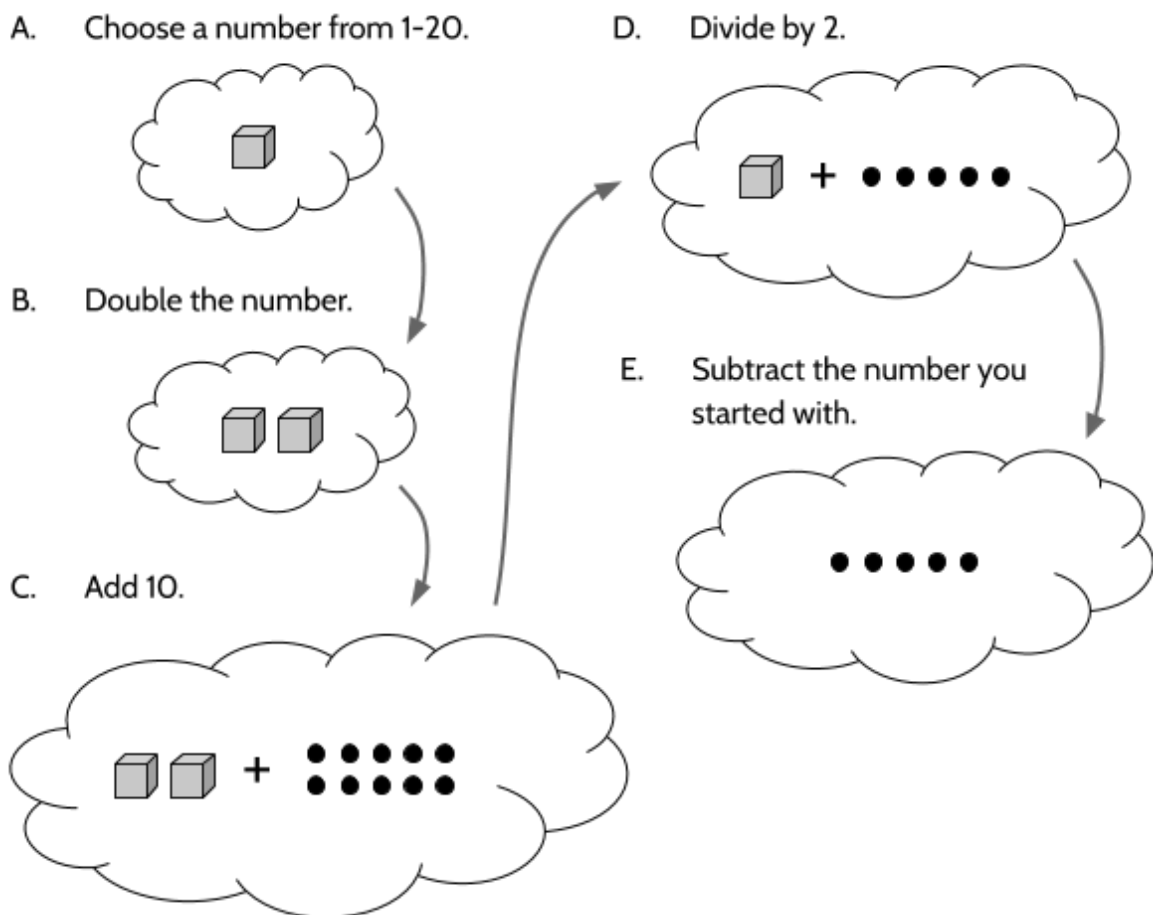 A. Choose a number from 1-20.
B. Double the number.
C. Add 10.
+
D. Divide by 2.
+
E. Subtract the number you
started with.